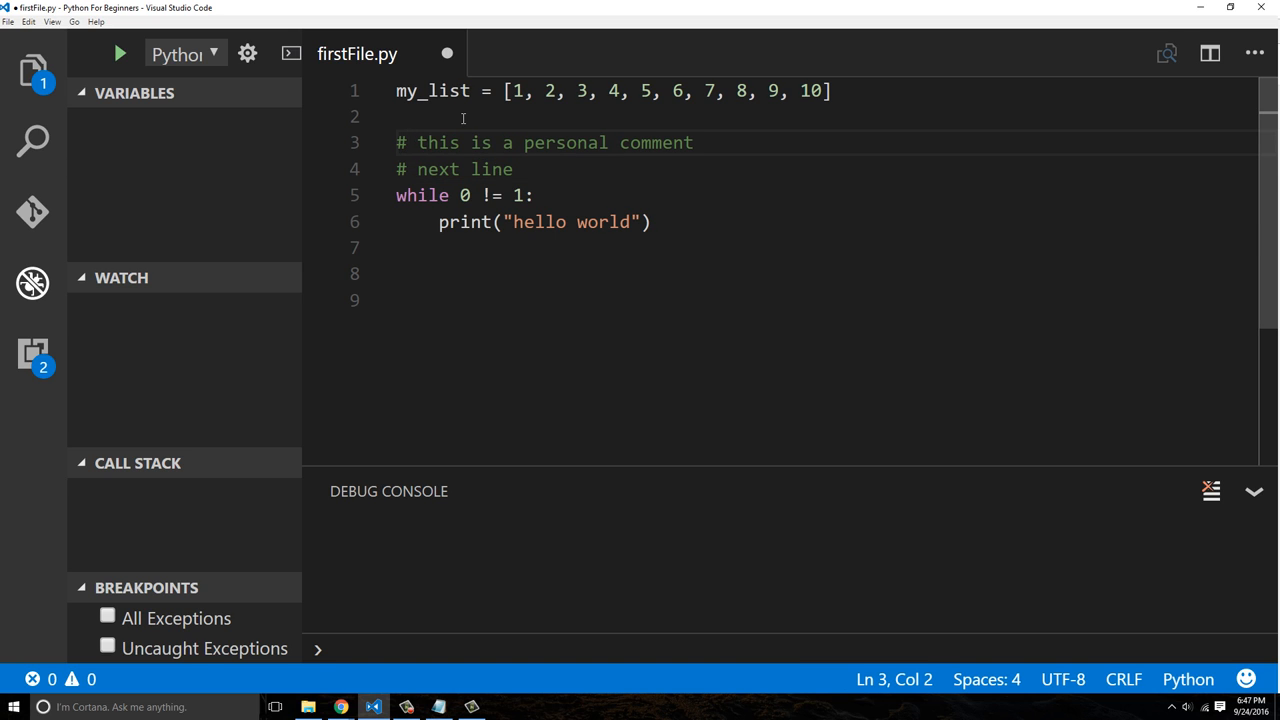 ● firstFile.py - Python For Beginners - Visual Studio Code
File Edit View Go Help
Python
firstFile.py
1 my_list = [1, 2, 3, 4, 5, 6, 7, 8, 9, 10]
2
3 # this is a personal comment
4 # next line
5 while 0 != 1:
6 print("hello world")
7
8
9
1
2
VARIABLES
WATCH
CALL STACK
BREAKPOINTS
All Exceptions
Uncaught Exceptions
DEBUG CONSOLE
0 0
Ln 3, Col 2 Spaces: 4 UTF-8 CRLF Python
I'm Cortana. Ask me anything.
6:47 PM
9/24/2016